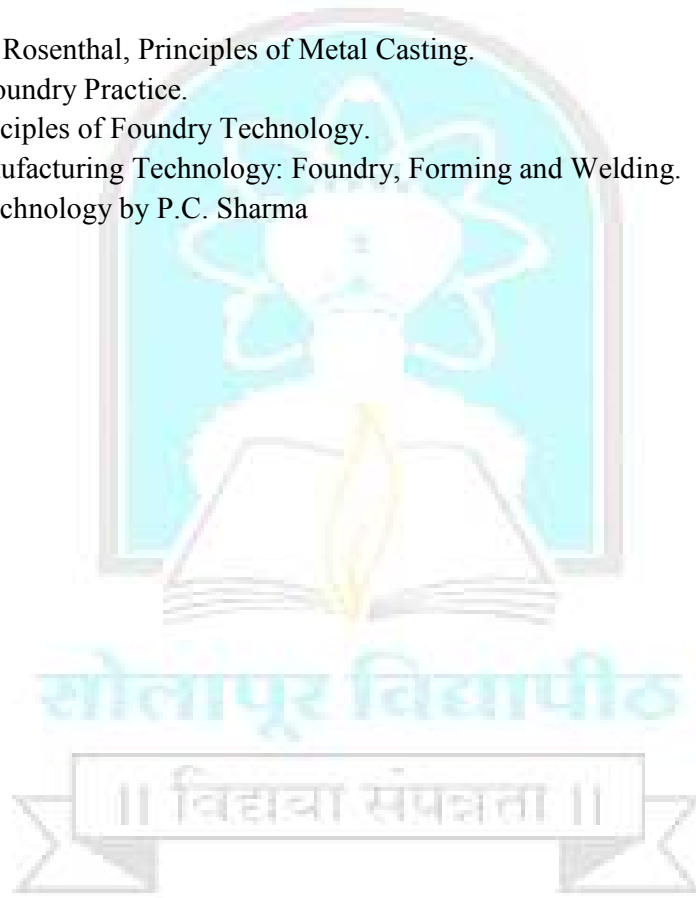 Rosenthal, Principles of Metal Casting.
oundry Practice.
ciples of Foundry Technology.
ufacturing Technology: Foundry, Forming and Welding.
chnology by P.C. Sharma
सोलापूर विद्यापीठ
|| विद्यया संपन्नता ||